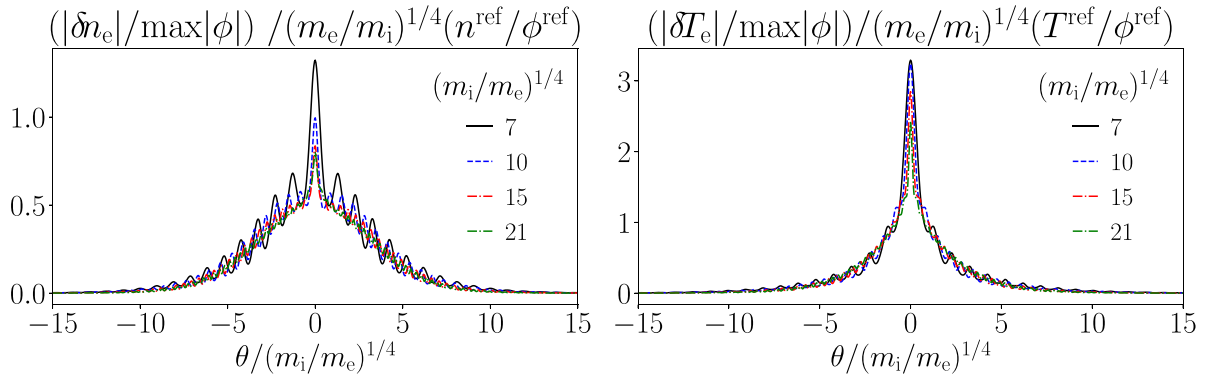 (|δn_e|/max|ϕ|) /(m_e/m_i)^{1/4}(n^{ref}/ϕ^{ref})
(m_i/m_e)^{1/4}
7
10
15
21
1.0
0.5
0.0
−15 −10 −5 0 5 10 15
θ/(m_i/m_e)^{1/4}
(|δT_e|/max|ϕ|)/(m_e/m_i)^{1/4}(T^{ref}/ϕ^{ref})
(m_i/m_e)^{1/4}
7
10
15
21
3
2
1
0
−15 −10 −5 0 5 10 15
θ/(m_i/m_e)^{1/4}